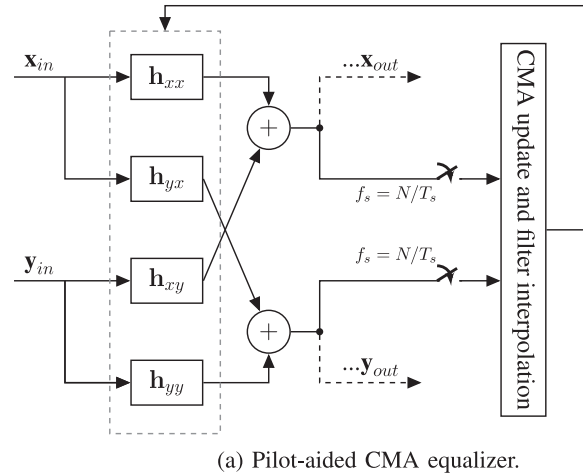 x_in
h_xx
...x_out
+
h_yx
f_s = N/T_s
CMA update and filter interpolation
y_in
h_xy
f_s = N/T_s
+
h_yy
...y_out
(a) Pilot-aided CMA equalizer.